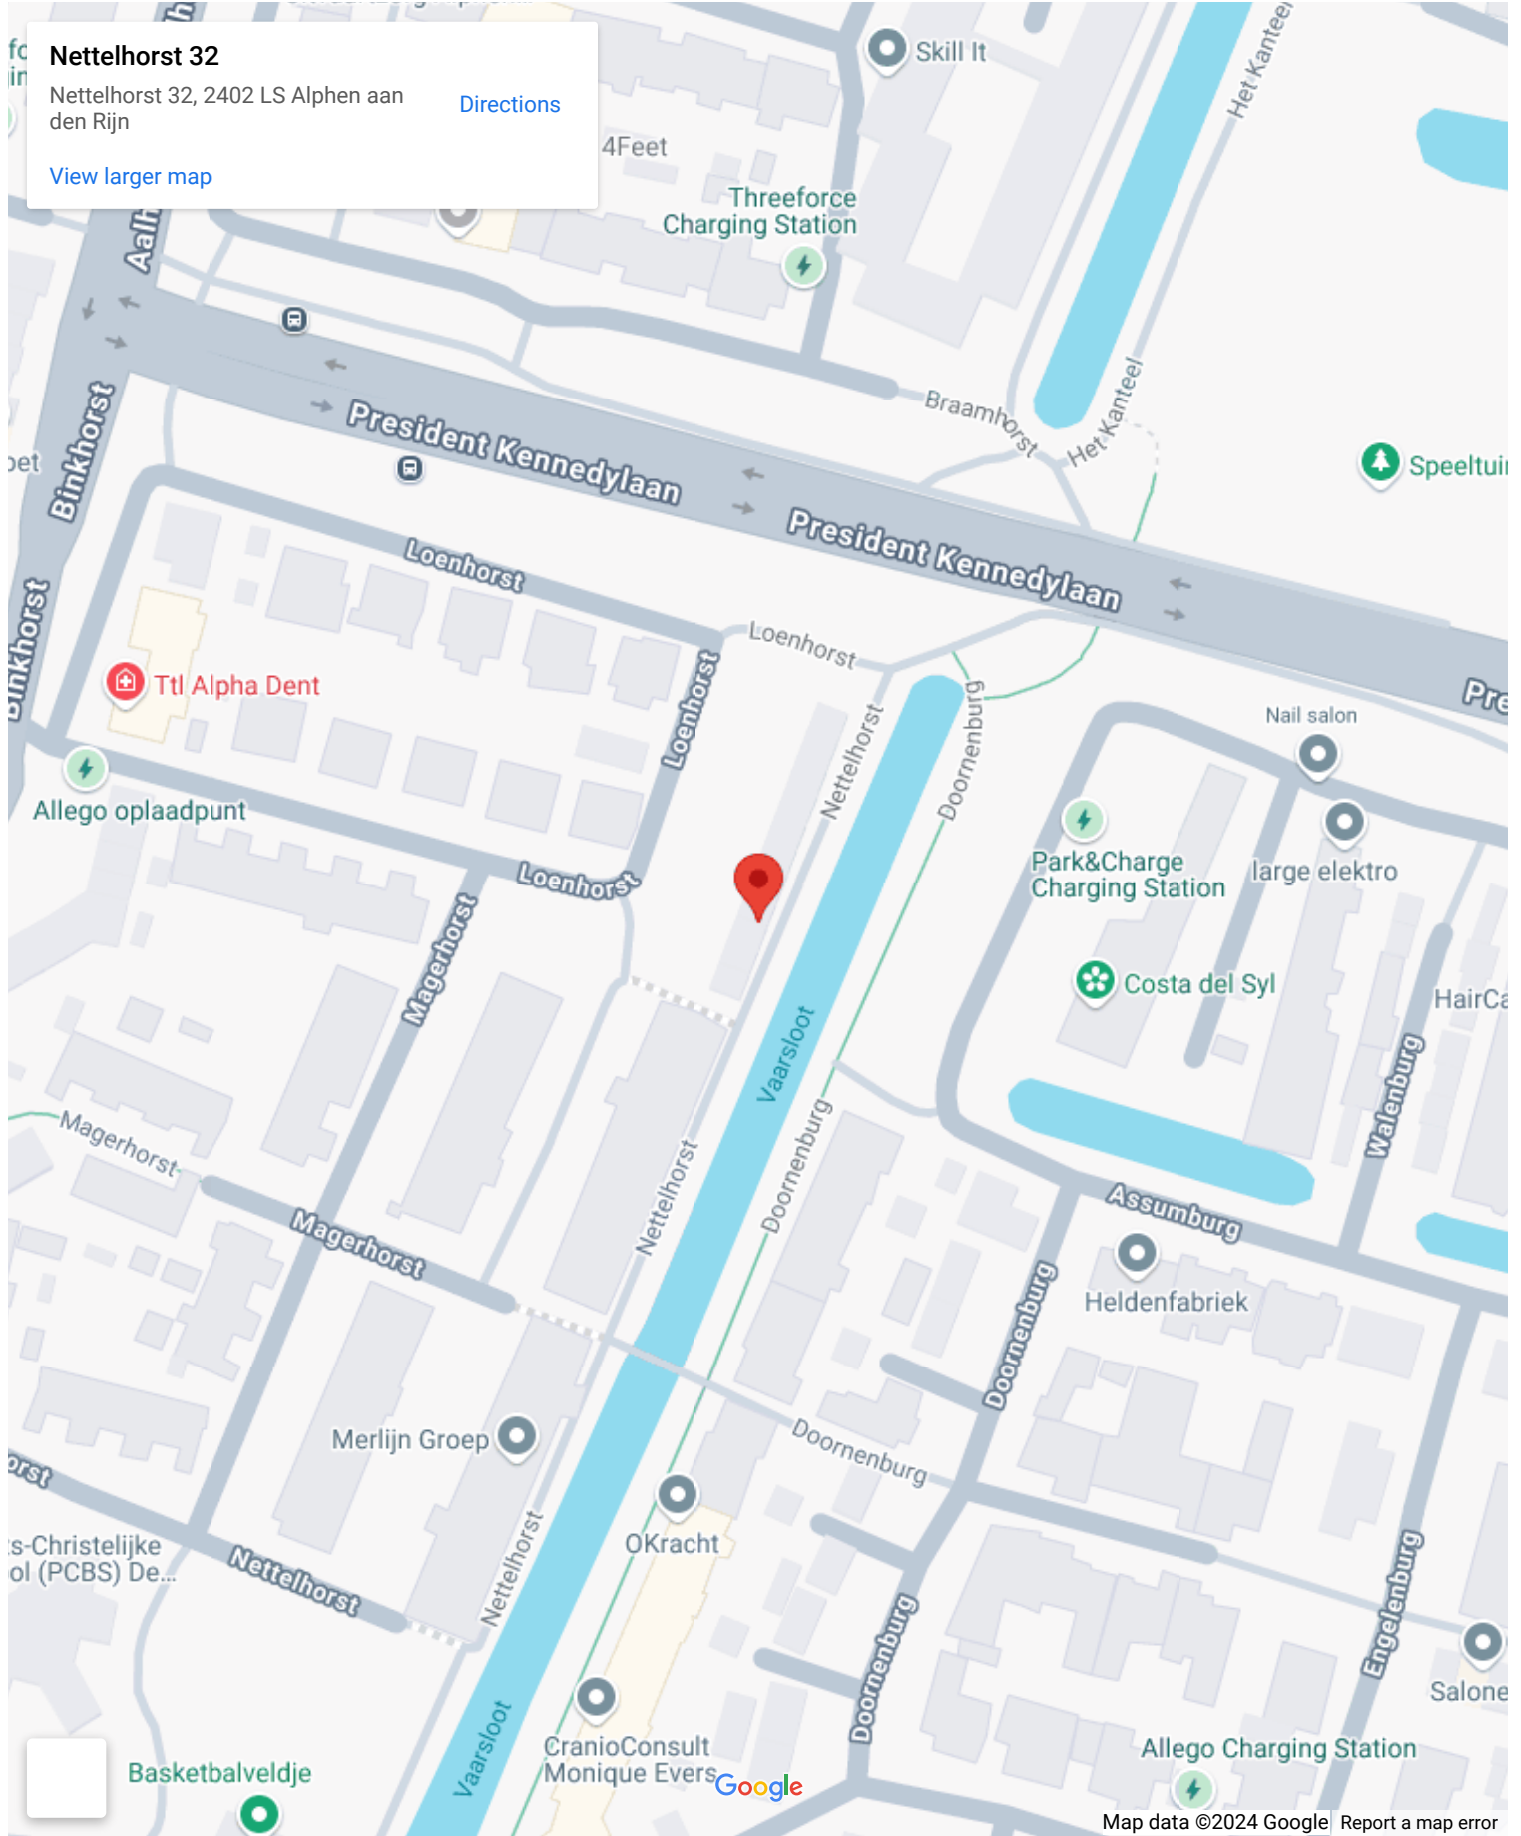 Nettelhorst 32
Nettelhorst 32, 2402 LS Alphen aan
den Rijn
Directions
View larger map
Skill It
Het Kanteel
4Feet
Threeforce
Charging Station
Braamhorst
Het Kanteel
Binkhorst
President Kennedylaan
President Kennedylaan
Loenhorst
Loenhorst
Binkhorst
Ttl Alpha Dent
Loenhorst
Nettelhorst
Doornenburg
Nail salon
Allego oplaadpunt
Park&Charge
Charging Station
large elektro
Loenhorst
Magerhorst
Costa del Syl
Vaarsloot
Walenburg
Magerhorst
Doornenburg
Nettelhorst
Assumburg
Magerhorst
Heldenfabriek
Doornenburg
Merlijn Groep
Doornenburg
OKracht
Nettelhorst
s-Christelijke
ol (PCBS) De...
Nettelhorst
Engelenburg
Doornenburg
Vaarsloot
CranioConsult
Monique Evers
Allego Charging Station
Basketbalveldje
Google
Map data ©2024 Google
Report a map error